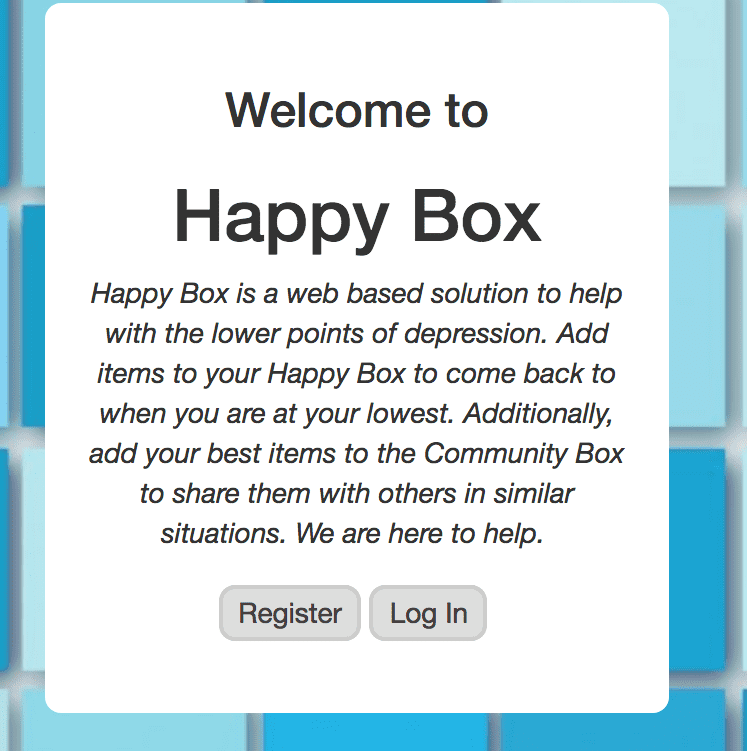 Welcome to
Happy Box
Happy Box is a web based solution to help
with the lower points of depression. Add
items to your Happy Box to come back to
when you are at your lowest. Additionally,
add your best items to the Community Box
to share them with others in similar
situations. We are here to help.
Register Log In